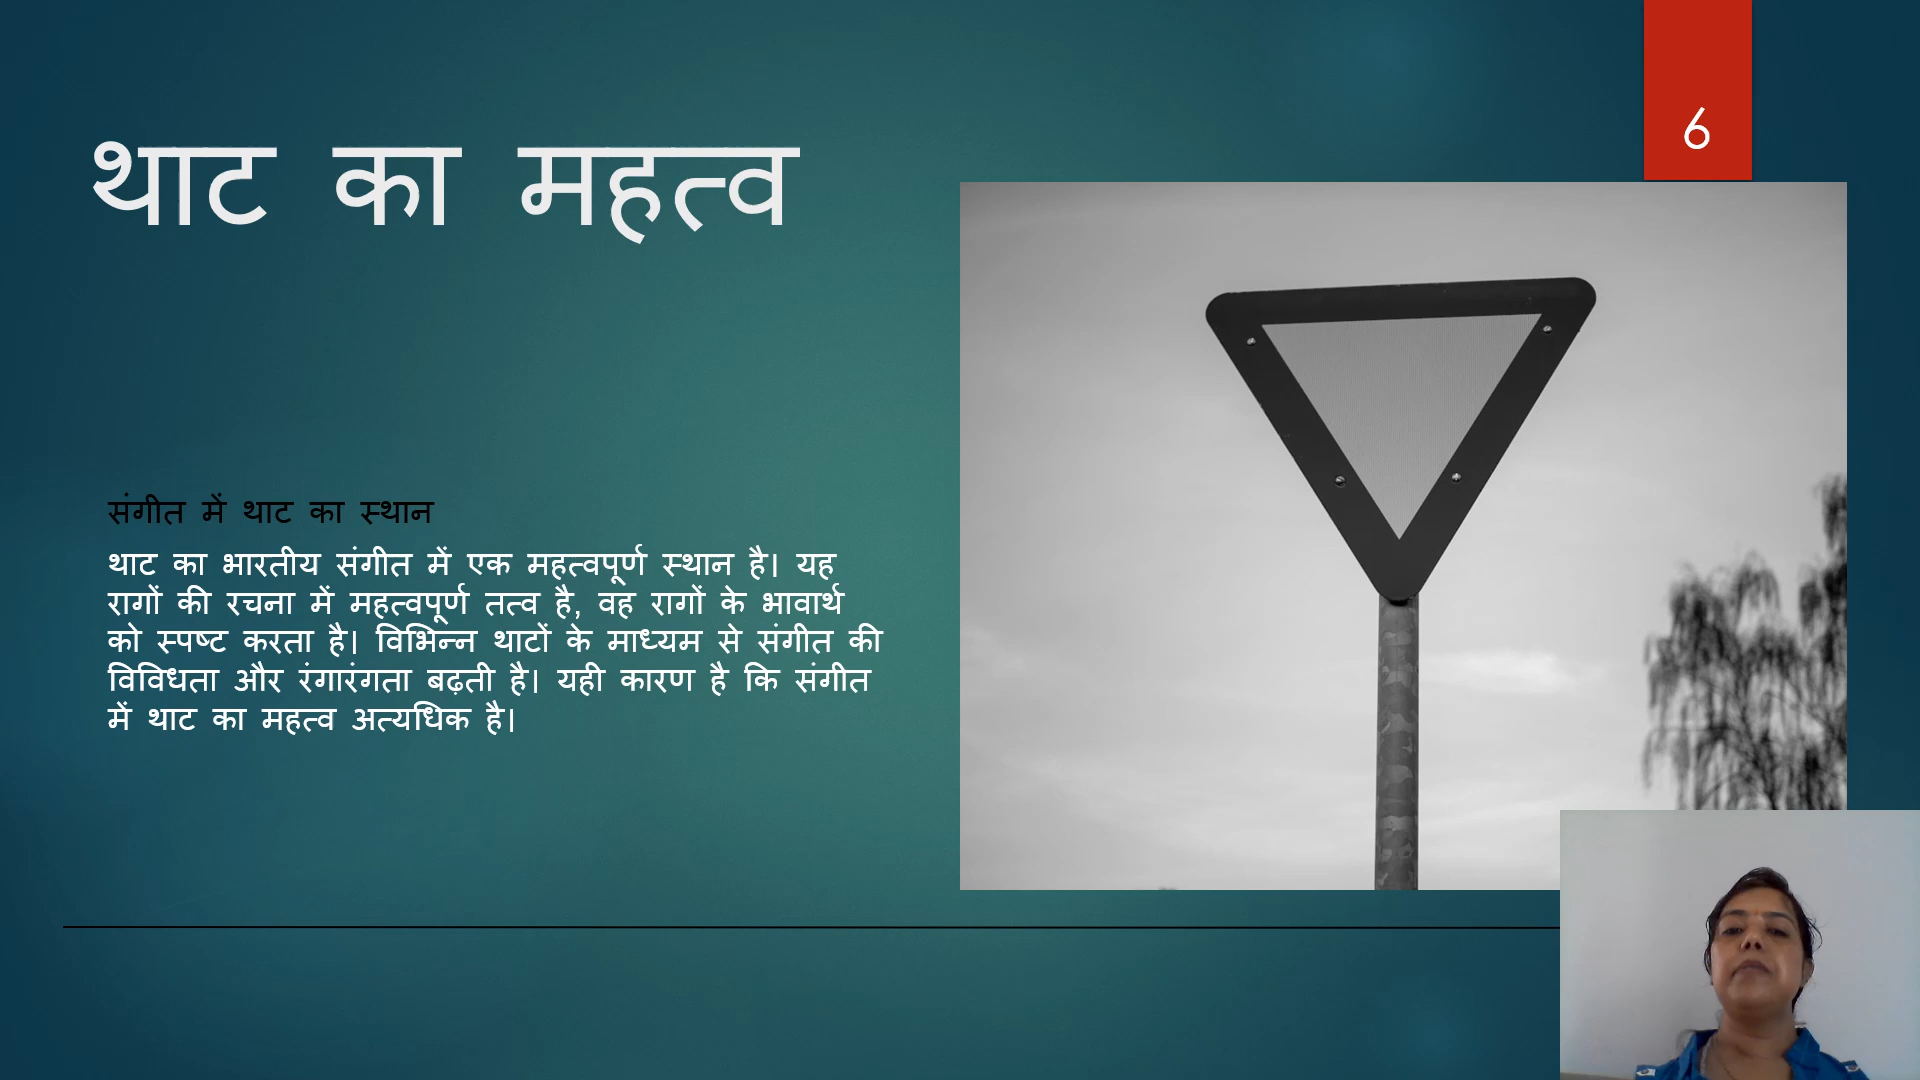 6
थाट का महत्व
संगीत में थाट का स्थान
थाट का भारतीय संगीत में एक महत्वपूर्ण स्थान है। यह
रागों की रचना में महत्वपूर्ण तत्व है, वह रागों के भावार्थ
को स्पष्ट करता है। विभिन्न थाटों के माध्यम से संगीत की
विविधता और रंगारंगता बढ़ती है। यही कारण है कि संगीत
में थाट का महत्व अत्यधिक है।